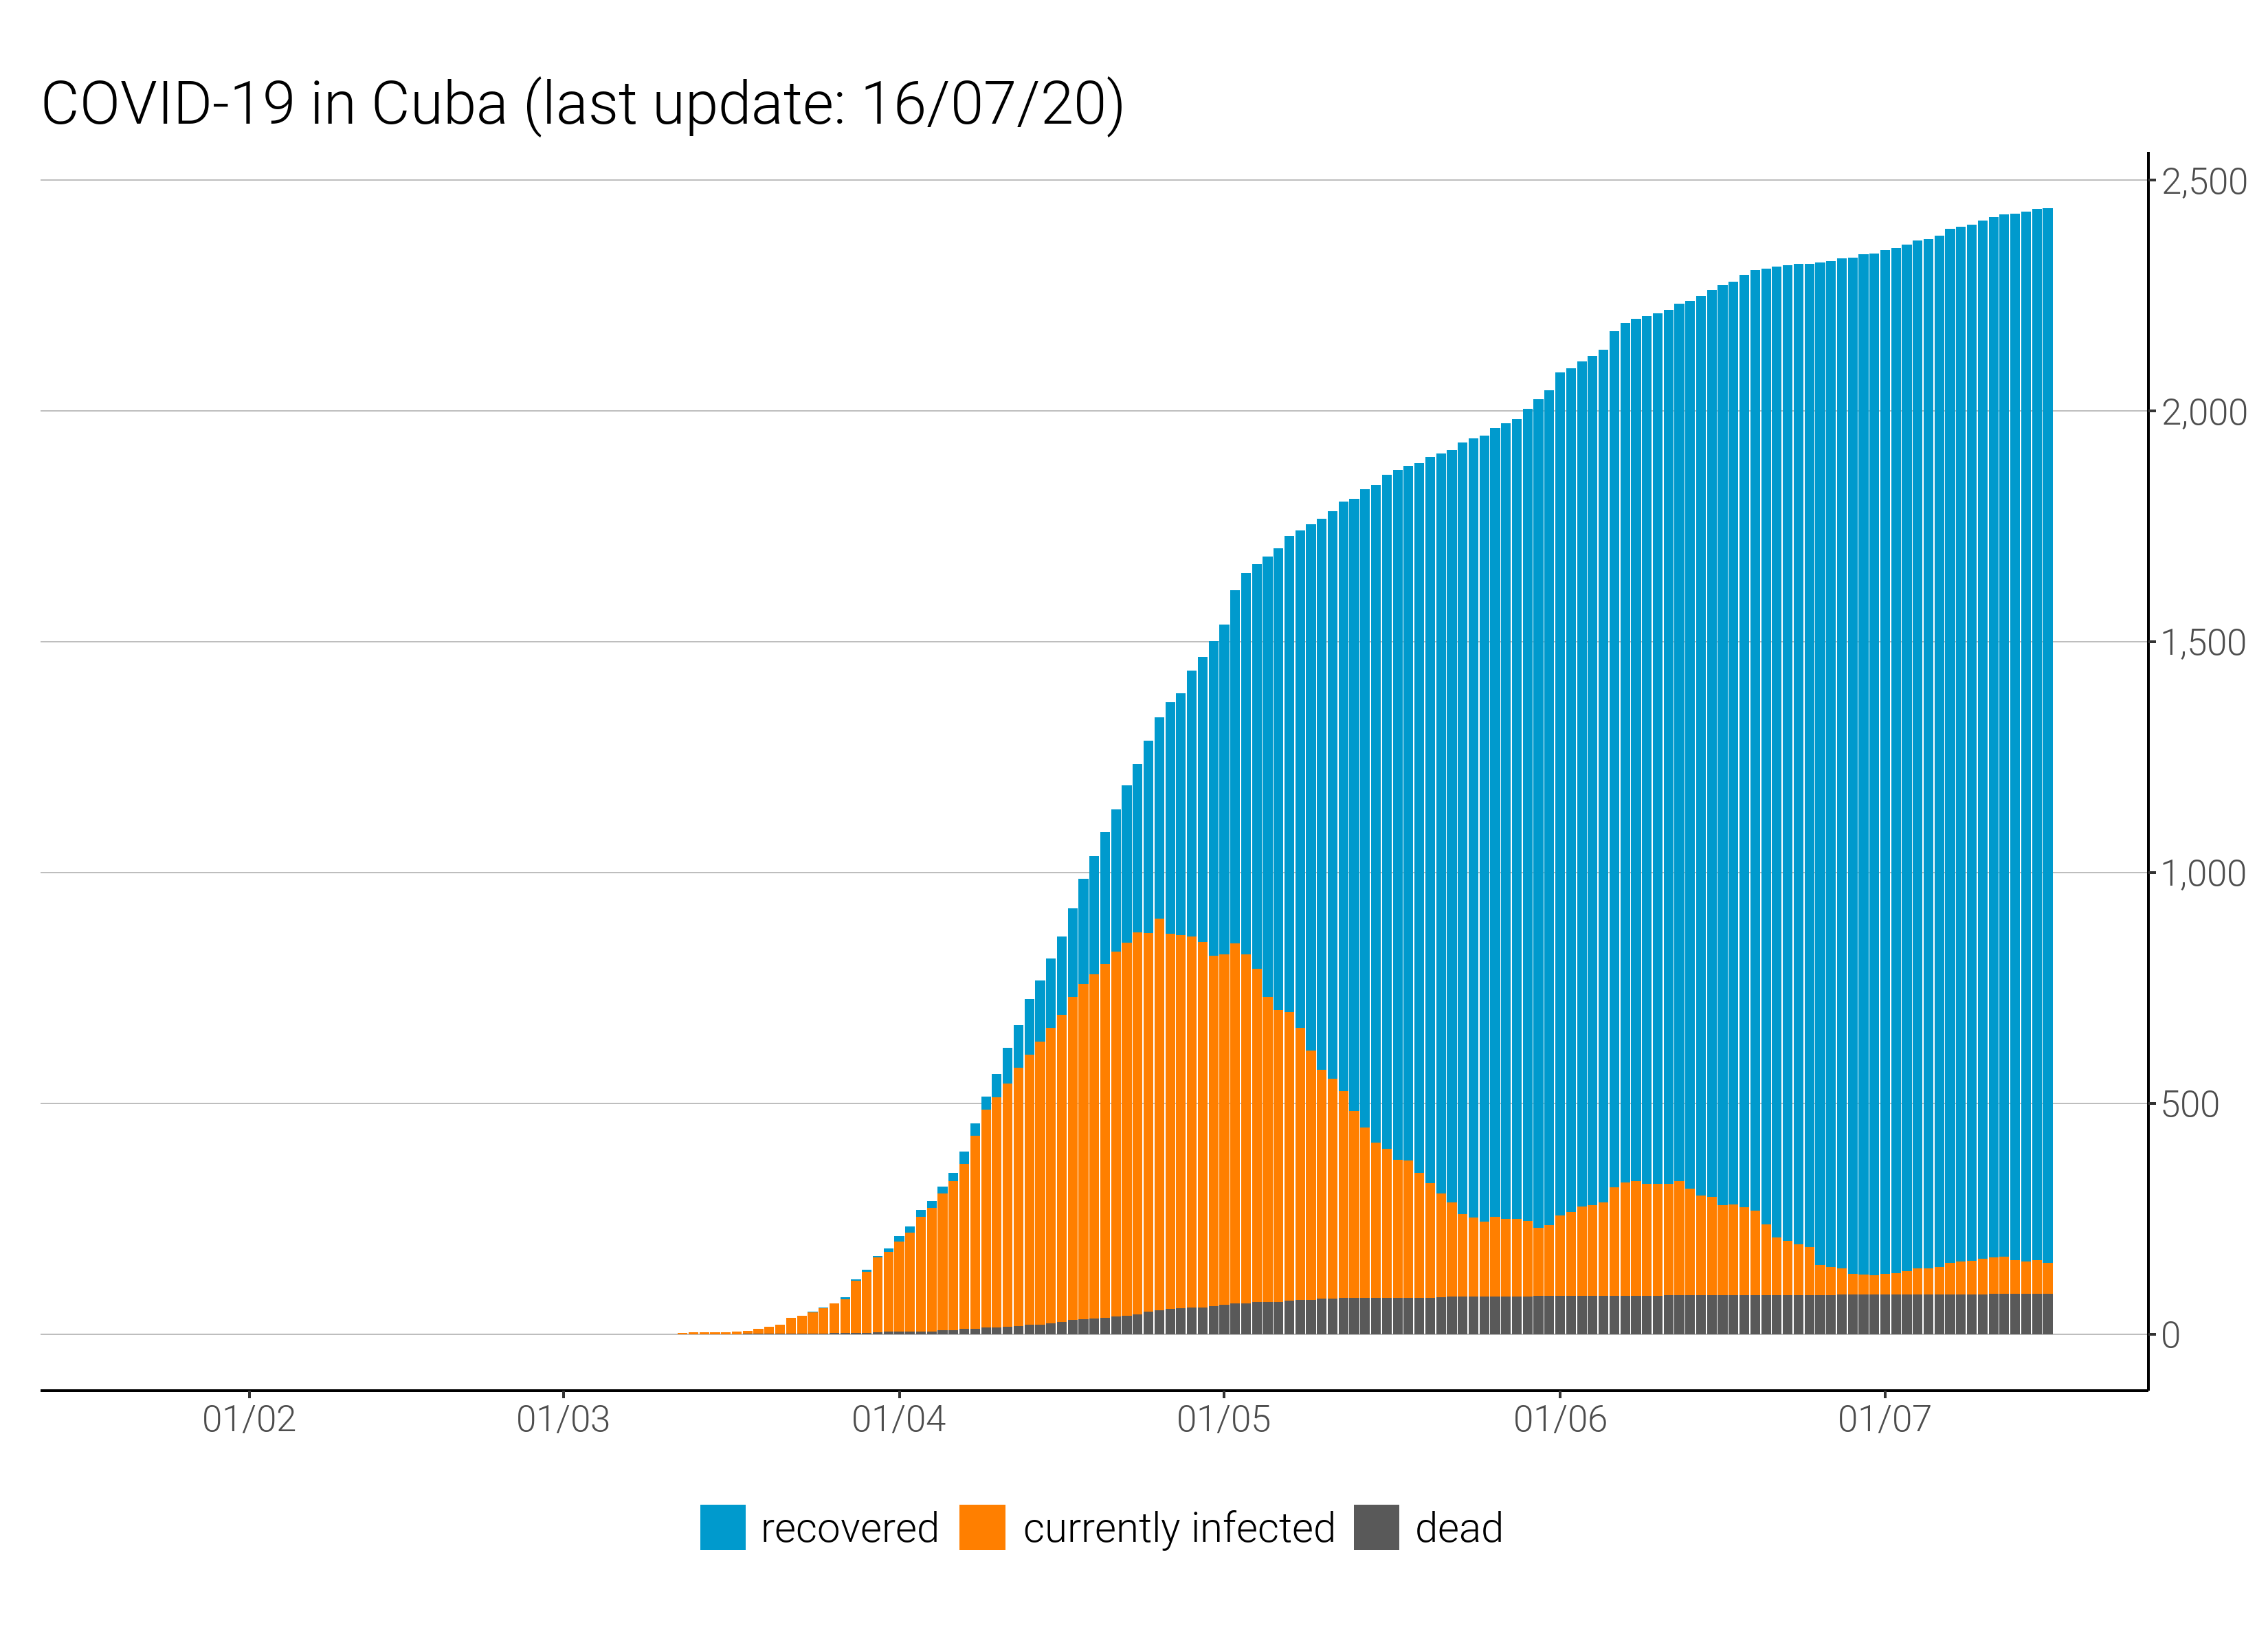 COVID-19 in Cuba (last update: 16/07/20)
2,500
2,000
1,500
1,000
500
0
01/02 01/03 01/04 01/05 01/06 01/07
recovered currently infected dead